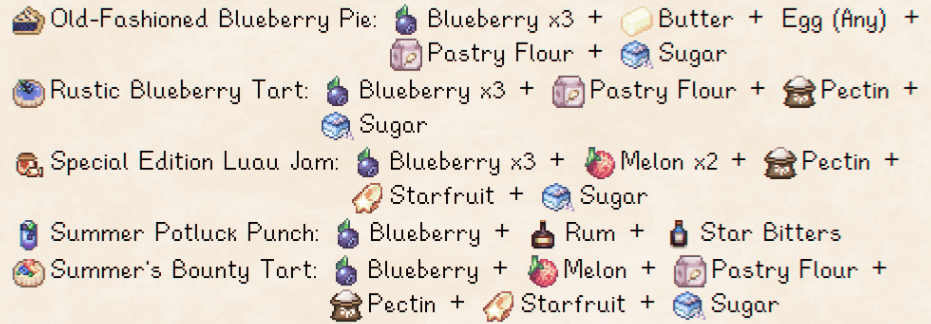 Old-Fashioned Blueberry Pie: Blueberry x3 + Butter + Egg (Any) +
Pastry Flour + Sugar
Rustic Blueberry Tart: Blueberry x3 + Pastry Flour + Pectin +
Sugar
Special Edition Luau Jam: Blueberry x3 + Melon x2 + Pectin +
Starfruit + Sugar
Summer Potluck Punch: Blueberry + Rum + Star Bitters
Summer's Bounty Tart: Blueberry + Melon + Pastry Flour +
Pectin + Starfruit + Sugar